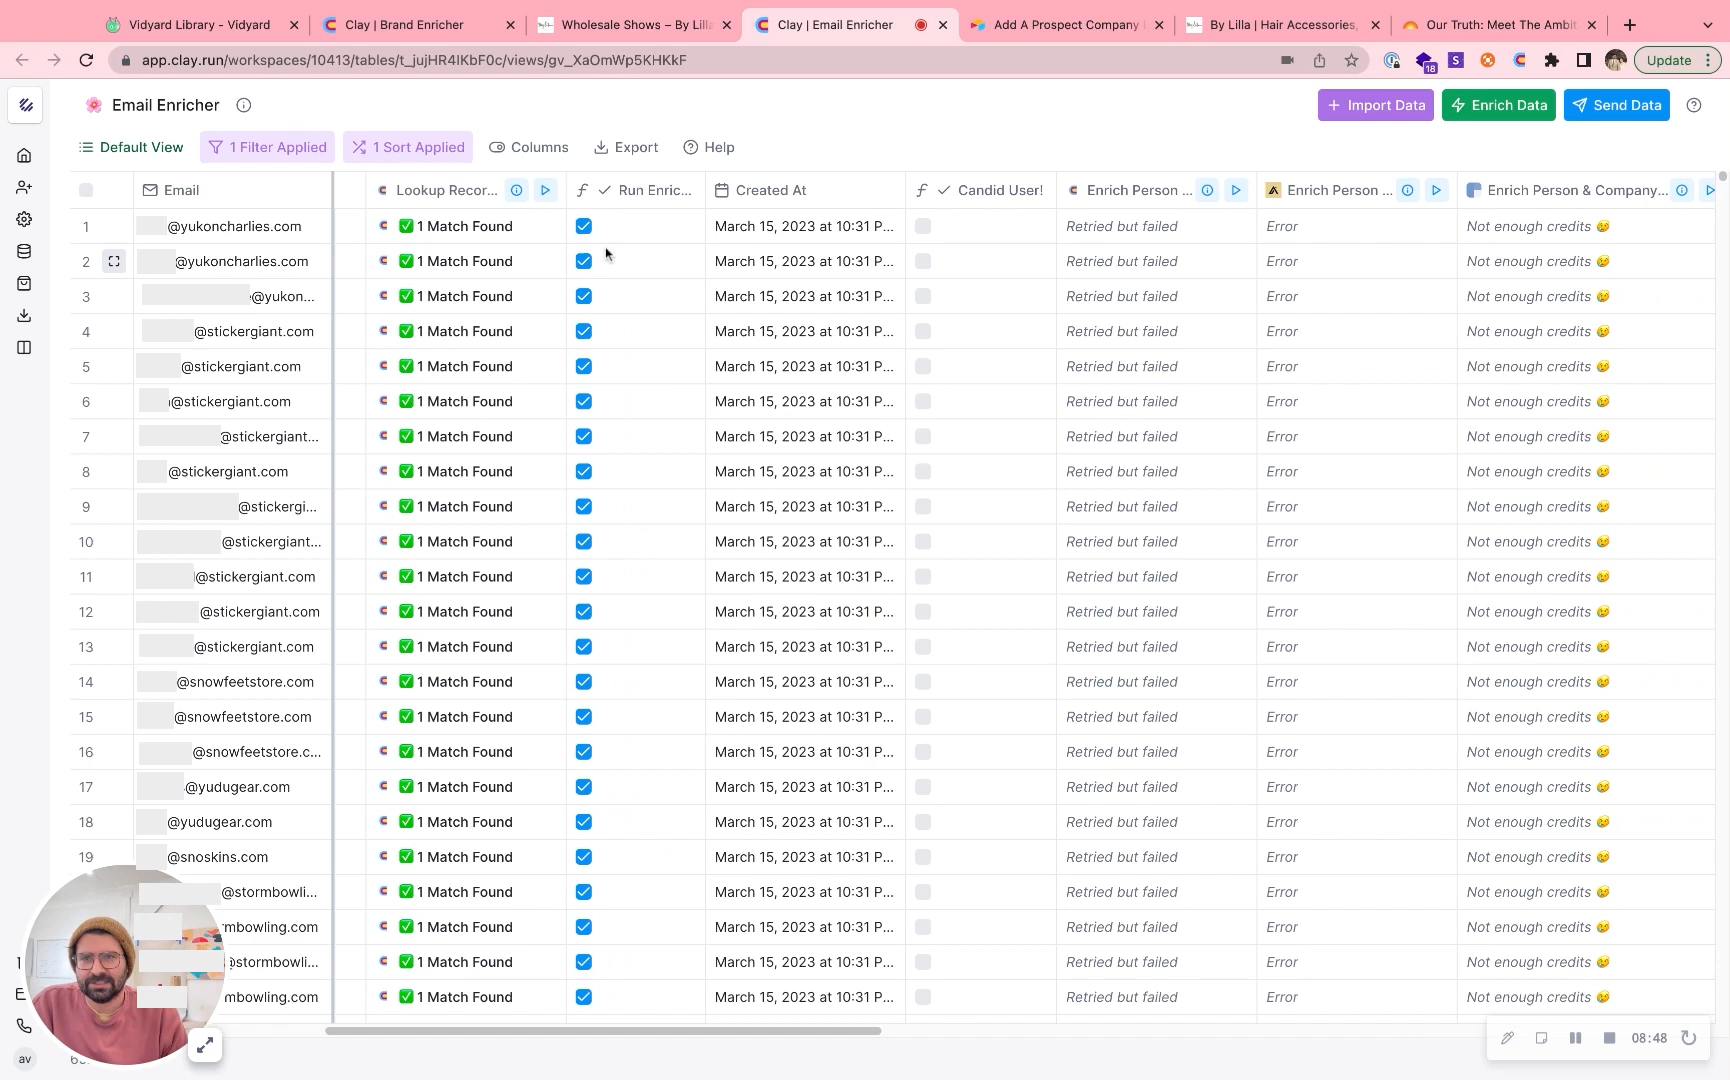 Vidyard Library - Vidyard
Clay | Brand Enricher
Wholesale Shows – By Lilla
Clay | Email Enricher
Add A Prospect Company
By Lilla | Hair Accessories,
Our Truth: Meet The Ambit
app.clay.run/workspaces/10413/tables/t_jujHR4IKbF0c/views/gv_XaOmWp5KHKkF
18
S
Update
Email Enricher
Import Data
Enrich Data
Send Data
Default View
1 Filter Applied
1 Sort Applied
Columns
Export
Help
Email
Lookup Recor...
Run Enric...
Created At
Candid User!
Enrich Person ...
Enrich Person ...
Enrich Person & Company...
1 @yukoncharlies.com 1 Match Found March 15, 2023 at 10:31 P... Retried but failed Error Not enough credits 😢
2 @yukoncharlies.com 1 Match Found March 15, 2023 at 10:31 P... Retried but failed Error Not enough credits 😢
3 @yukon... 1 Match Found March 15, 2023 at 10:31 P... Retried but failed Error Not enough credits 😢
4 @stickergiant.com 1 Match Found March 15, 2023 at 10:31 P... Retried but failed Error Not enough credits 😢
5 @stickergiant.com 1 Match Found March 15, 2023 at 10:31 P... Retried but failed Error Not enough credits 😢
6 @stickergiant.com 1 Match Found March 15, 2023 at 10:31 P... Retried but failed Error Not enough credits 😢
7 @stickergiant... 1 Match Found March 15, 2023 at 10:31 P... Retried but failed Error Not enough credits 😢
8 @stickergiant.com 1 Match Found March 15, 2023 at 10:31 P... Retried but failed Error Not enough credits 😢
9 @stickergi... 1 Match Found March 15, 2023 at 10:31 P... Retried but failed Error Not enough credits 😢
10 @stickergiant... 1 Match Found March 15, 2023 at 10:31 P... Retried but failed Error Not enough credits 😢
11 @stickergiant.com 1 Match Found March 15, 2023 at 10:31 P... Retried but failed Error Not enough credits 😢
12 @stickergiant.com 1 Match Found March 15, 2023 at 10:31 P... Retried but failed Error Not enough credits 😢
13 @stickergiant.com 1 Match Found March 15, 2023 at 10:31 P... Retried but failed Error Not enough credits 😢
14 @snowfeetstore.com 1 Match Found March 15, 2023 at 10:31 P... Retried but failed Error Not enough credits 😢
15 @snowfeetstore.com 1 Match Found March 15, 2023 at 10:31 P... Retried but failed Error Not enough credits 😢
16 @snowfeetstore.c... 1 Match Found March 15, 2023 at 10:31 P... Retried but failed Error Not enough credits 😢
17 @yudugear.com 1 Match Found March 15, 2023 at 10:31 P... Retried but failed Error Not enough credits 😢
18 @yudugear.com 1 Match Found March 15, 2023 at 10:31 P... Retried but failed Error Not enough credits 😢
19 @snoskins.com 1 Match Found March 15, 2023 at 10:31 P... Retried but failed Error Not enough credits 😢
@stormbowli... 1 Match Found March 15, 2023 at 10:31 P... Retried but failed Error Not enough credits 😢
rmbowling.com 1 Match Found March 15, 2023 at 10:31 P... Retried but failed Error Not enough credits 😢
@stormbowli... 1 Match Found March 15, 2023 at 10:31 P... Retried but failed Error Not enough credits 😢
mbowling.com 1 Match Found March 15, 2023 at 10:31 P... Retried but failed Error Not enough credits 😢
08:48
av